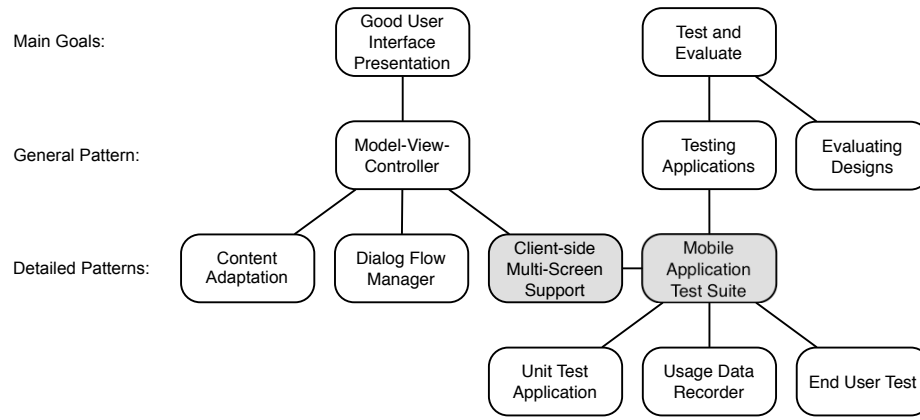 Main Goals:
Good User
Interface
Presentation
Test and
Evaluate
General Pattern:
Model-View-
Controller
Testing
Applications
Evaluating
Designs
Detailed Patterns:
Content
Adaptation
Dialog Flow
Manager
Client-side
Multi-Screen
Support
Mobile
Application
Test Suite
Unit Test
Application
Usage Data
Recorder
End User Test